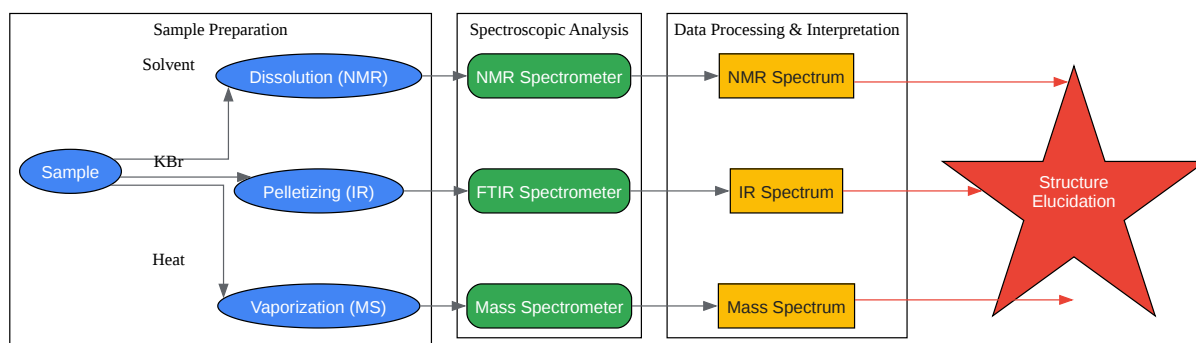 Sample Preparation
Spectroscopic Analysis
Data Processing & Interpretation
Solvent
Dissolution (NMR)
NMR Spectrometer
NMR Spectrum
Sample
KBr
Pelletizing (IR)
FTIR Spectrometer
IR Spectrum
Structure
Elucidation
Heat
Vaporization (MS)
Mass Spectrometer
Mass Spectrum